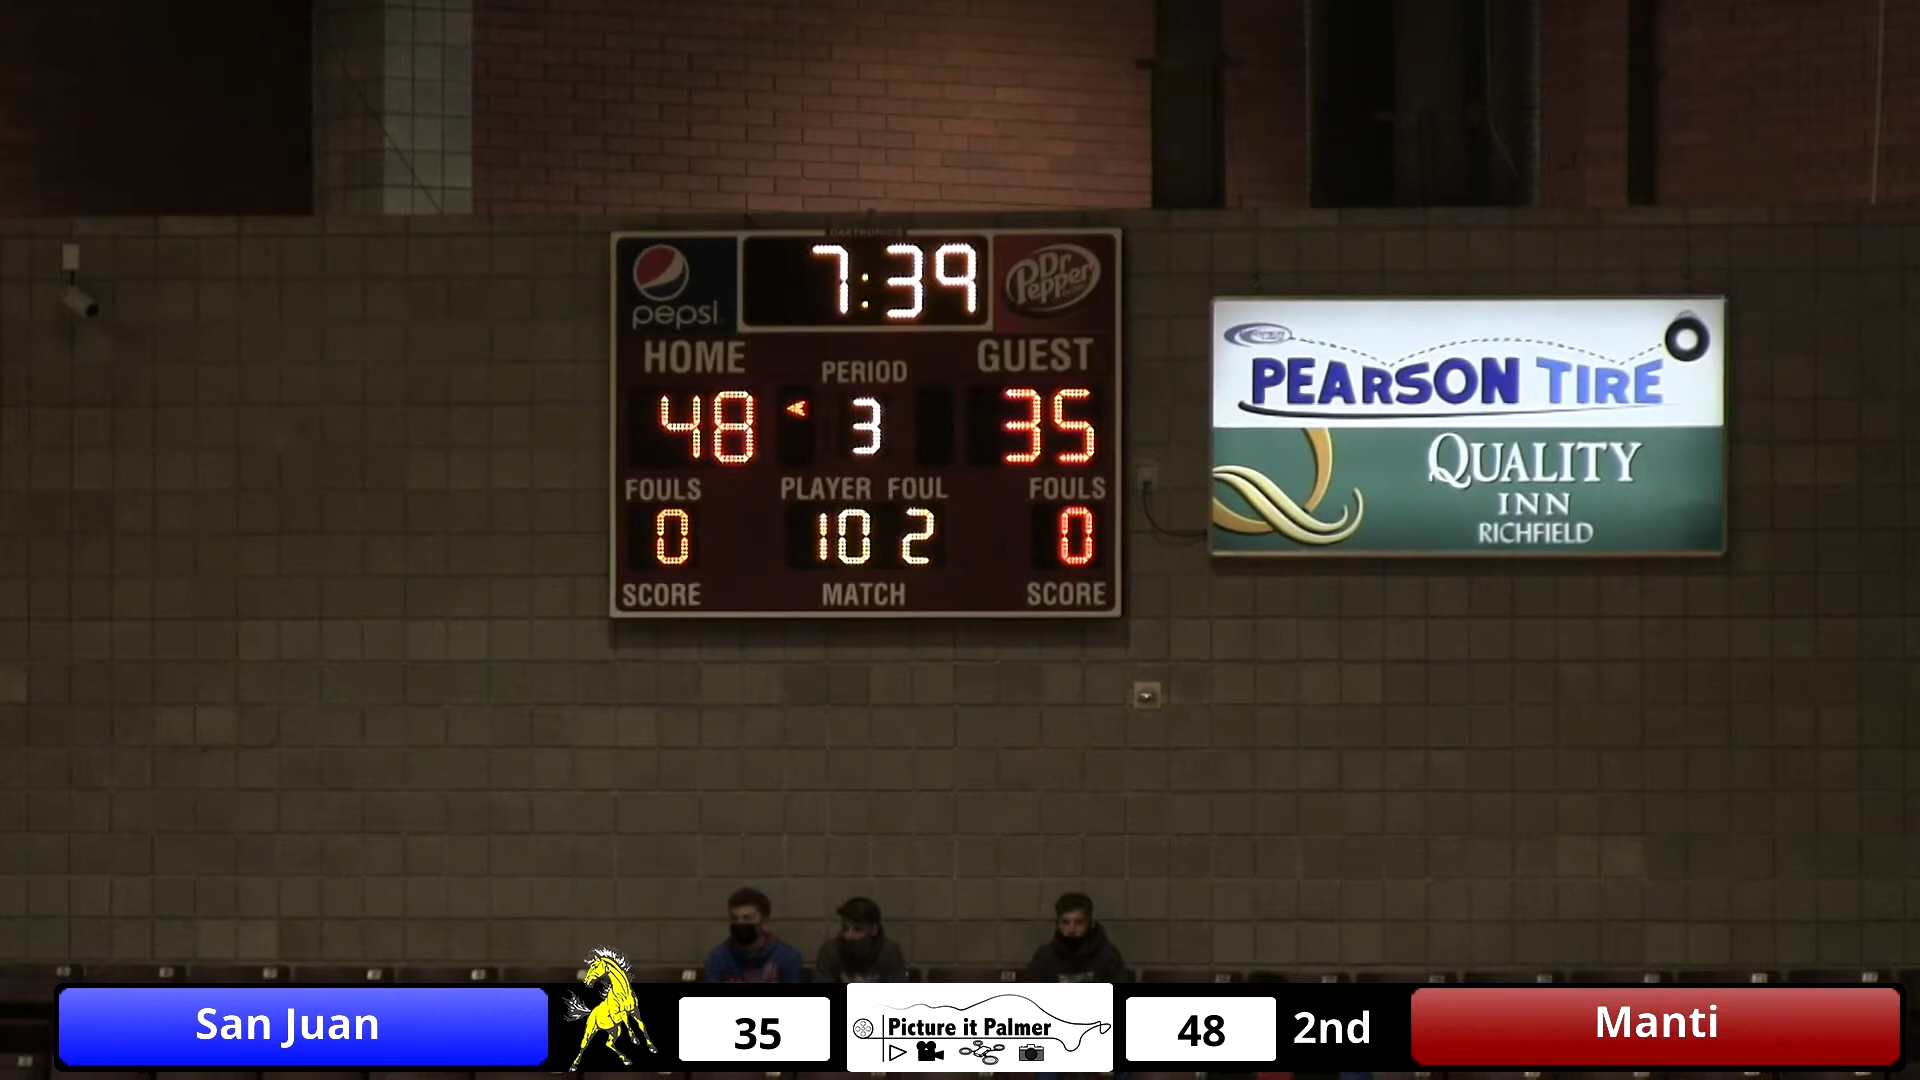 DAKTRONICS
pepsi
7:39
Dr Pepper
HOME
PERIOD
GUEST
48
3
35
FOULS
PLAYER FOUL
FOULS
0
10 2
0
SCORE
MATCH
SCORE
PEARSON TIRE
QUALITY
INN
RICHFIELD
San Juan
35
Picture it Palmer
48
2nd
Manti